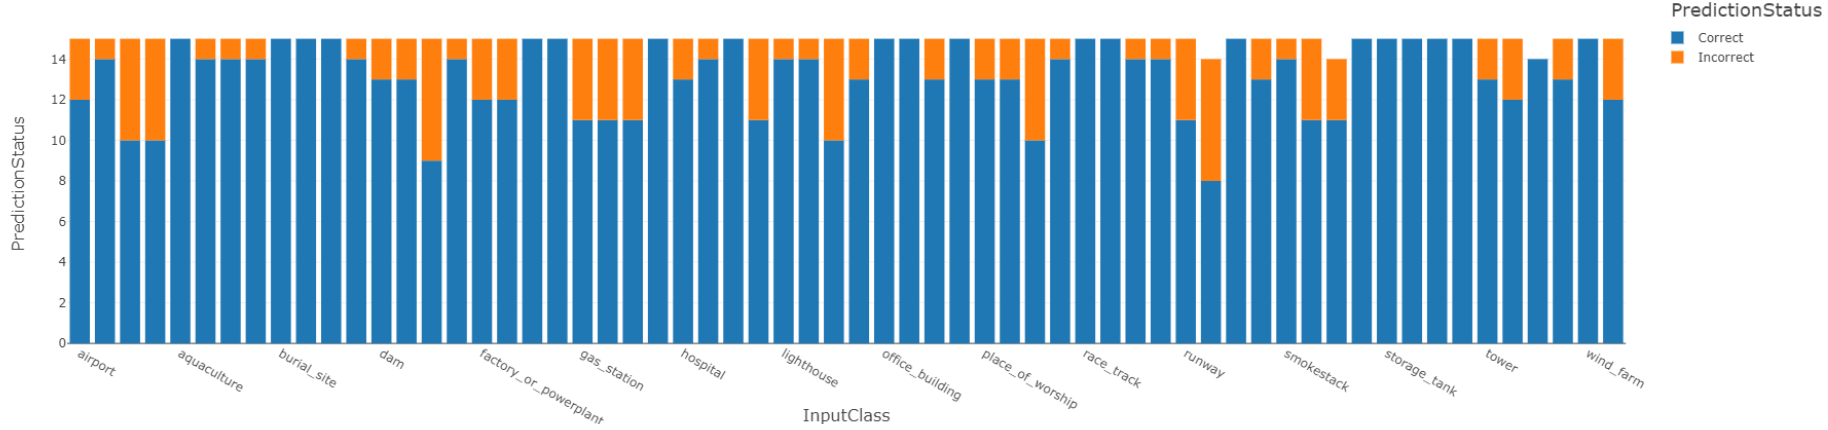 PredictionStatus
Correct
Incorrect
PredictionStatus
14
12
10
8
6
4
2
0
airport
aquaculture
burial_site
dam
factory_or_powerplant
gas_station
hospital
lighthouse
office_building
place_of_worship
race_track
runway
smokestack
storage_tank
tower
wind_farm
InputClass